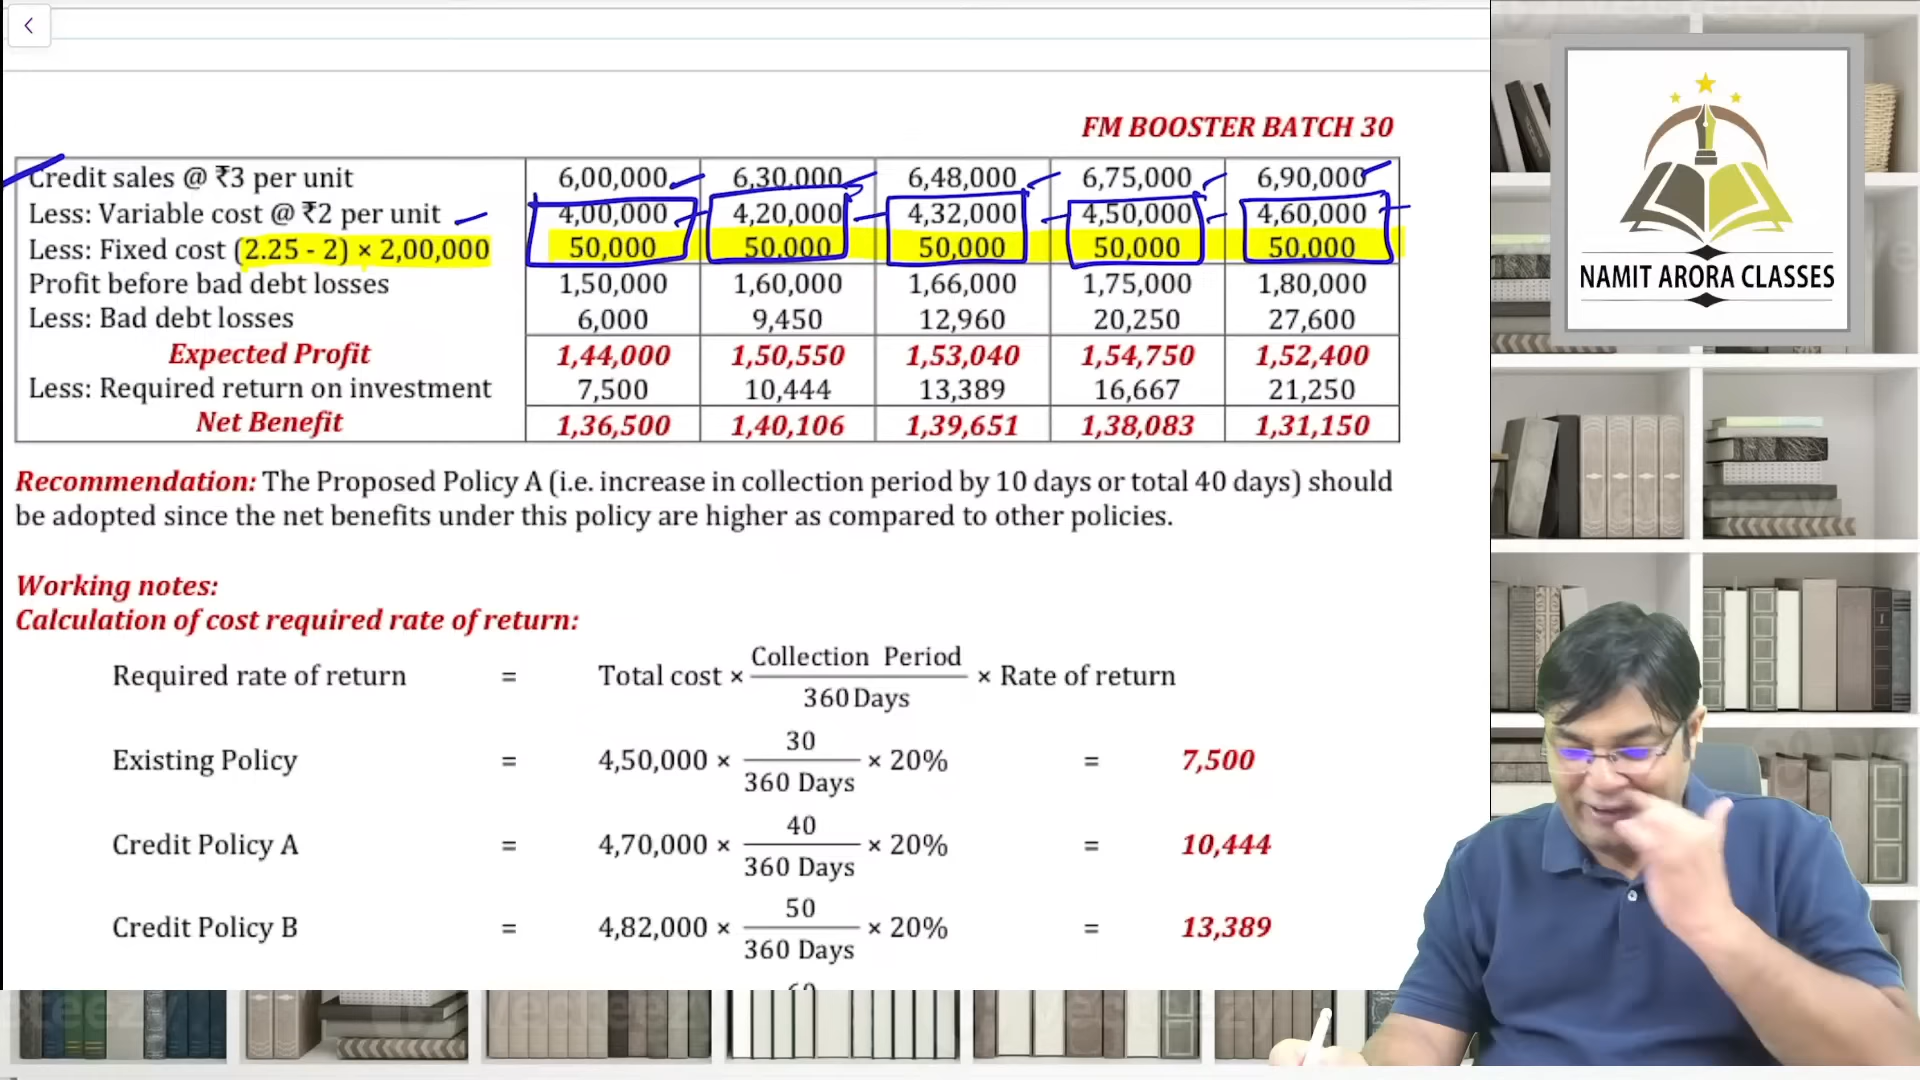 FM BOOSTER BATCH 30
Credit sales @ ₹3 per unit 6,00,000 6,30,000 6,48,000 6,75,000 6,90,000
Less: Variable cost @ ₹2 per unit 4,00,000 4,20,000 4,32,000 4,50,000 4,60,000
Less: Fixed cost (2.25 - 2) × 2,00,000 50,000 50,000 50,000 50,000 50,000
Profit before bad debt losses 1,50,000 1,60,000 1,66,000 1,75,000 1,80,000
Less: Bad debt losses 6,000 9,450 12,960 20,250 27,600
Expected Profit 1,44,000 1,50,550 1,53,040 1,54,750 1,52,400
Less: Required return on investment 7,500 10,444 13,389 16,667 21,250
Net Benefit 1,36,500 1,40,106 1,39,651 1,38,083 1,31,150
Recommendation: The Proposed Policy A (i.e. increase in collection period by 10 days or total 40 days) should
be adopted since the net benefits under this policy are higher as compared to other policies.
Working notes:
Calculation of cost required rate of return:
Required rate of return = Total cost × Collection Period / 360 Days × Rate of return
Existing Policy = 4,50,000 × 30 / 360 Days × 20% = 7,500
Credit Policy A = 4,70,000 × 40 / 360 Days × 20% = 10,444
Credit Policy B = 4,82,000 × 50 / 360 Days × 20% = 13,389
NAMIT ARORA CLASSES